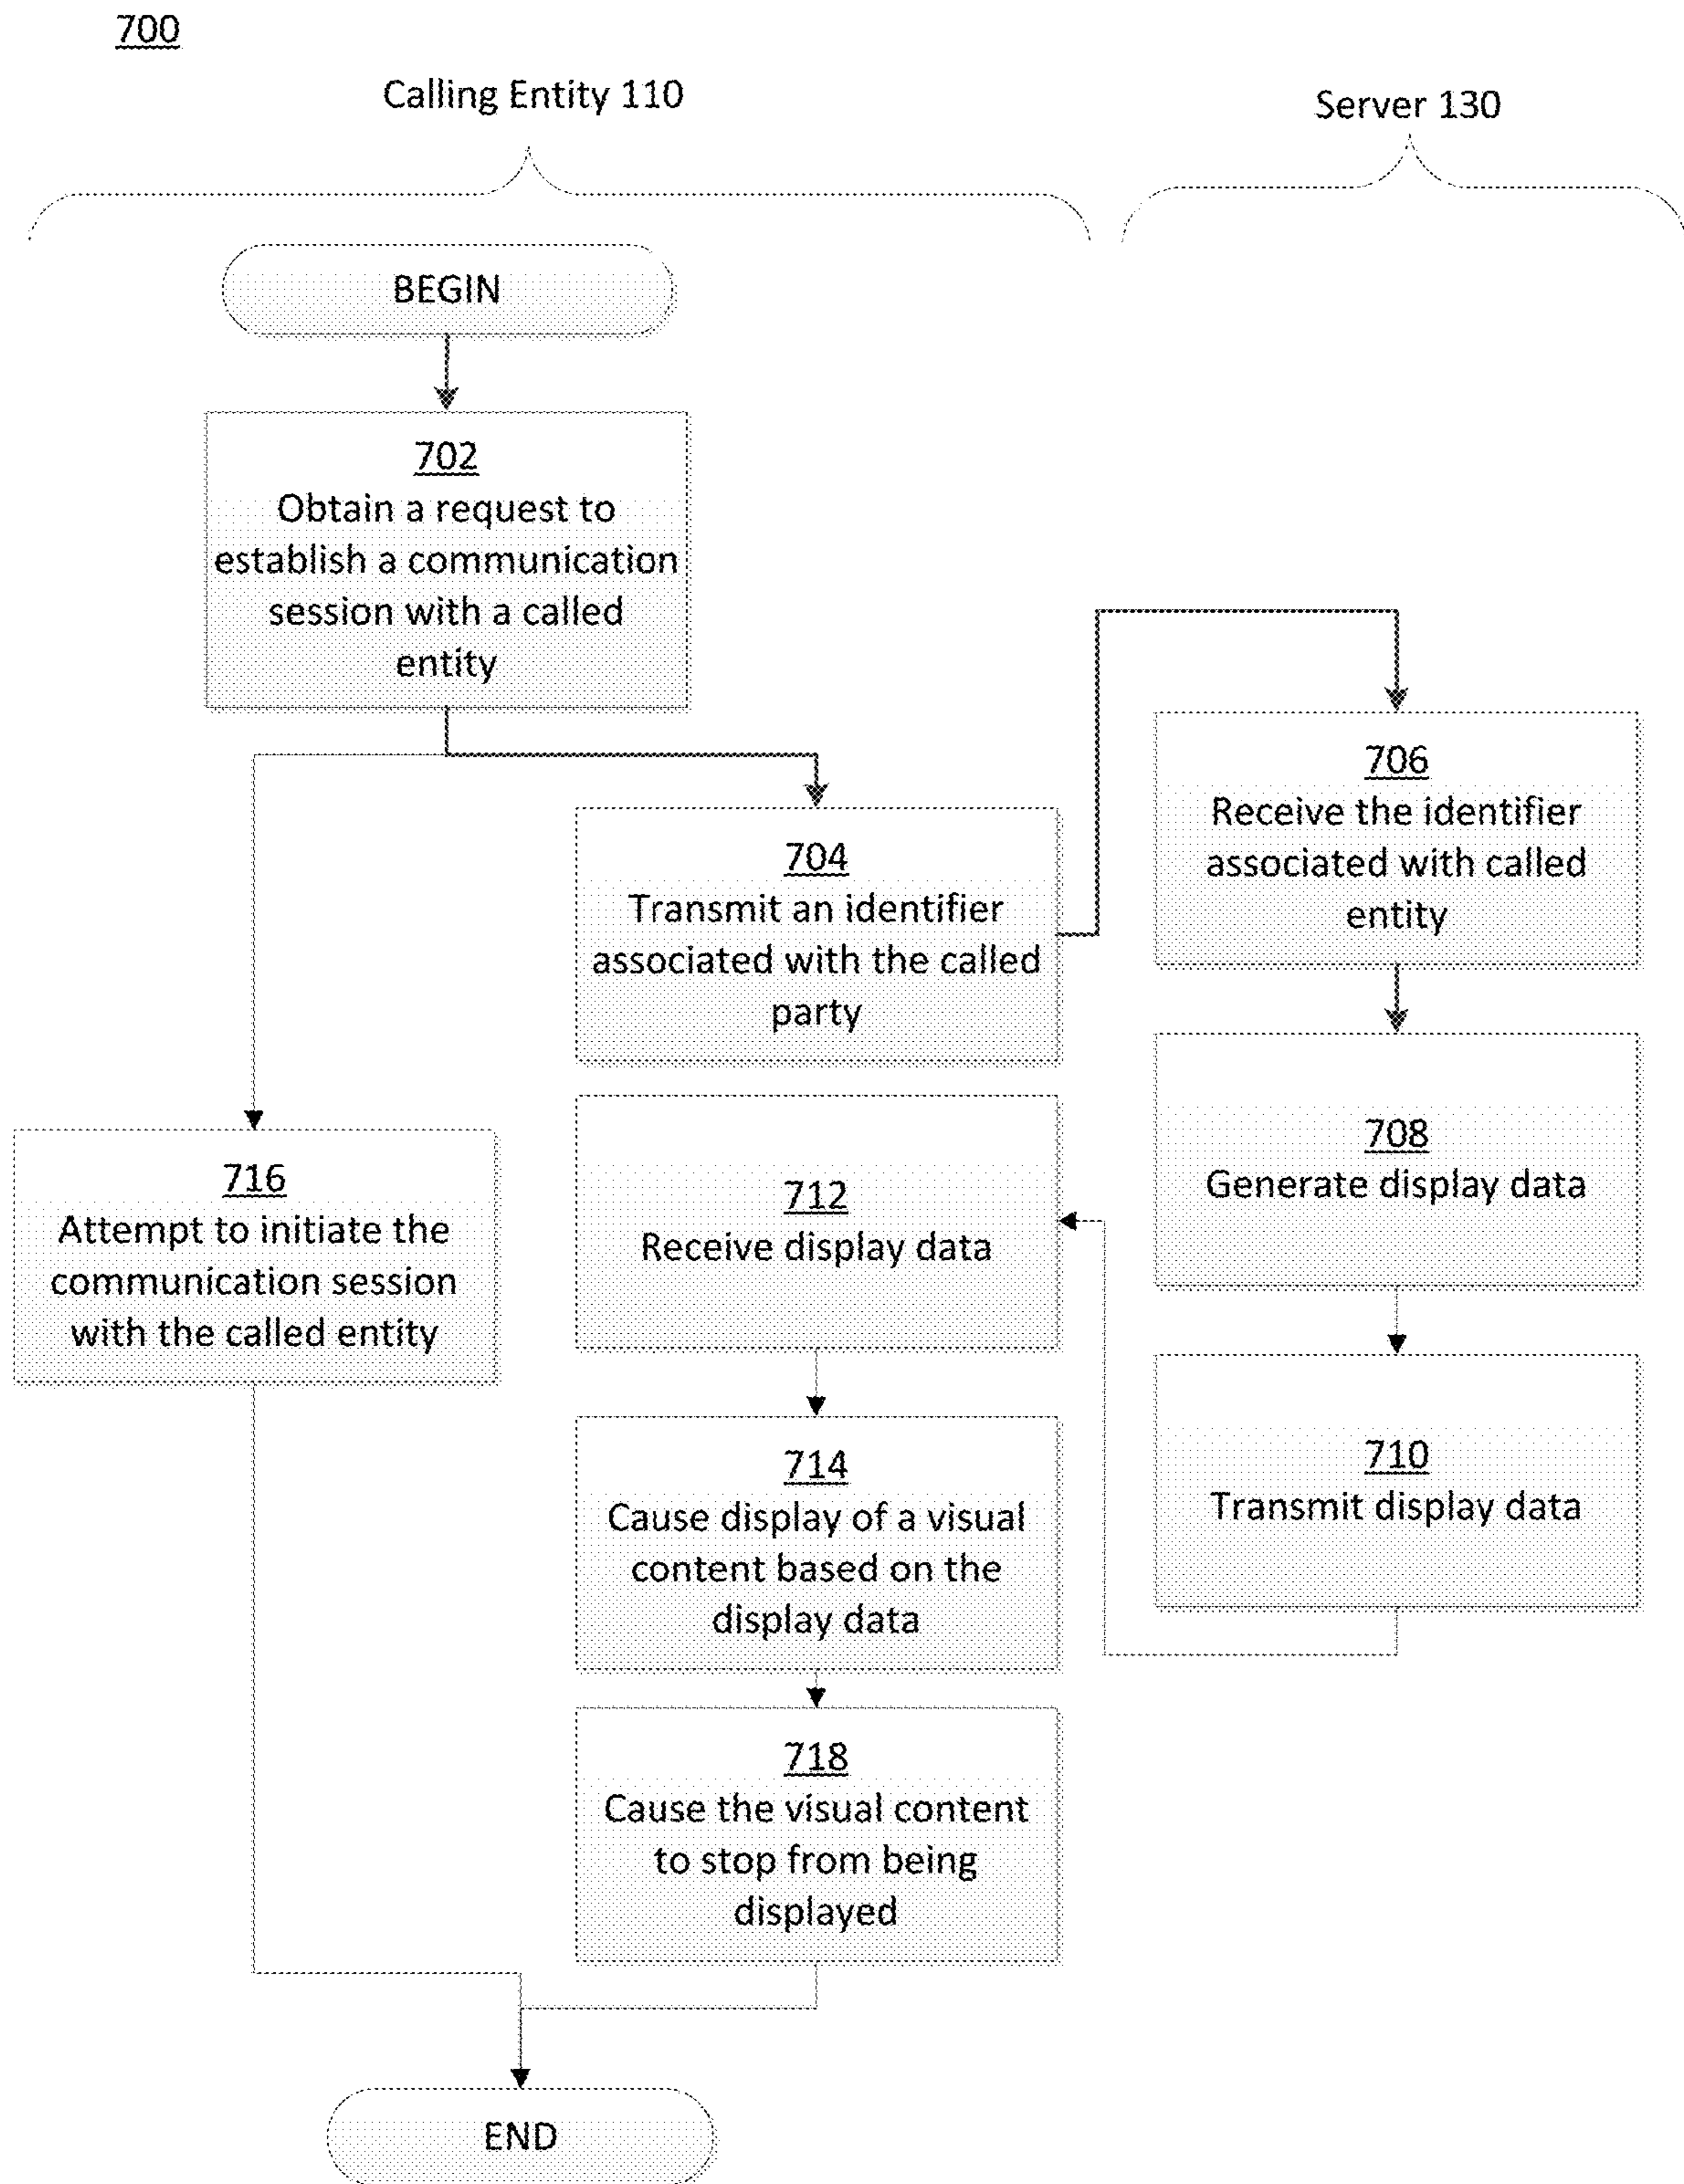 700
Calling Entity 110
Server 130
BEGIN
702
Obtain a request to
establish a communication
session with a called
entity
704
Transmit an identifier
associated with the called
party
706
Receive the identifier
associated with called
entity
708
Generate display data
710
Transmit display data
712
Receive display data
714
Cause display of a visual
content based on the
display data
716
Attempt to initiate the
communication session
with the called entity
718
Cause the visual content
to stop from being
displayed
END